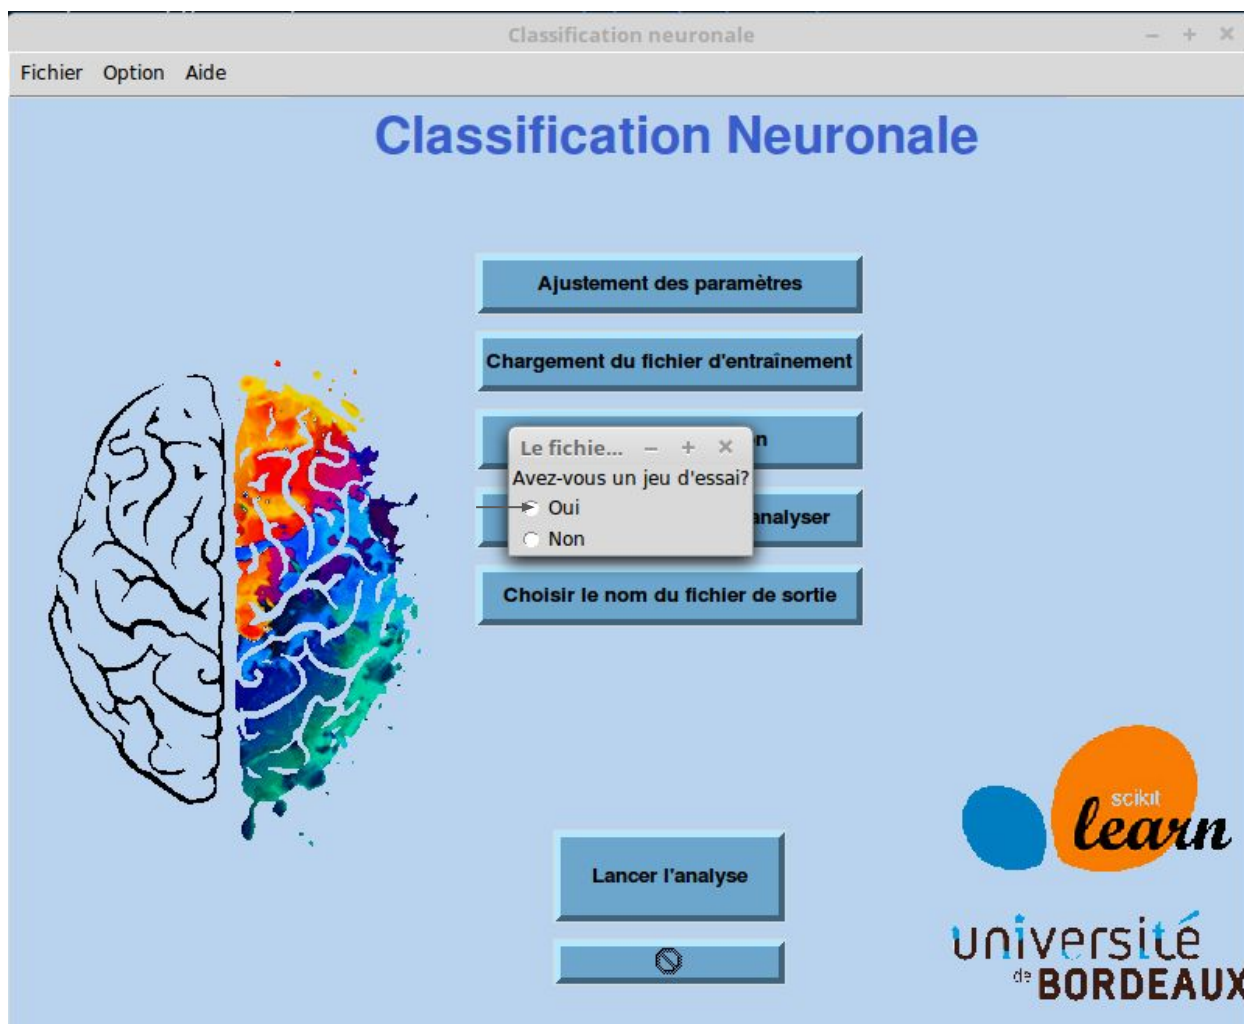 Classification neuronale
Fichier Option Aide
Classification Neuronale
Ajustement des paramètres
Chargement du fichier d'entraînement
n
Le fichie...
Avez-vous un jeu d'essai?
Oui
Non
analyser
Choisir le nom du fichier de sortie
Lancer l'analyse
scikit
learn
université
de BORDEAUX